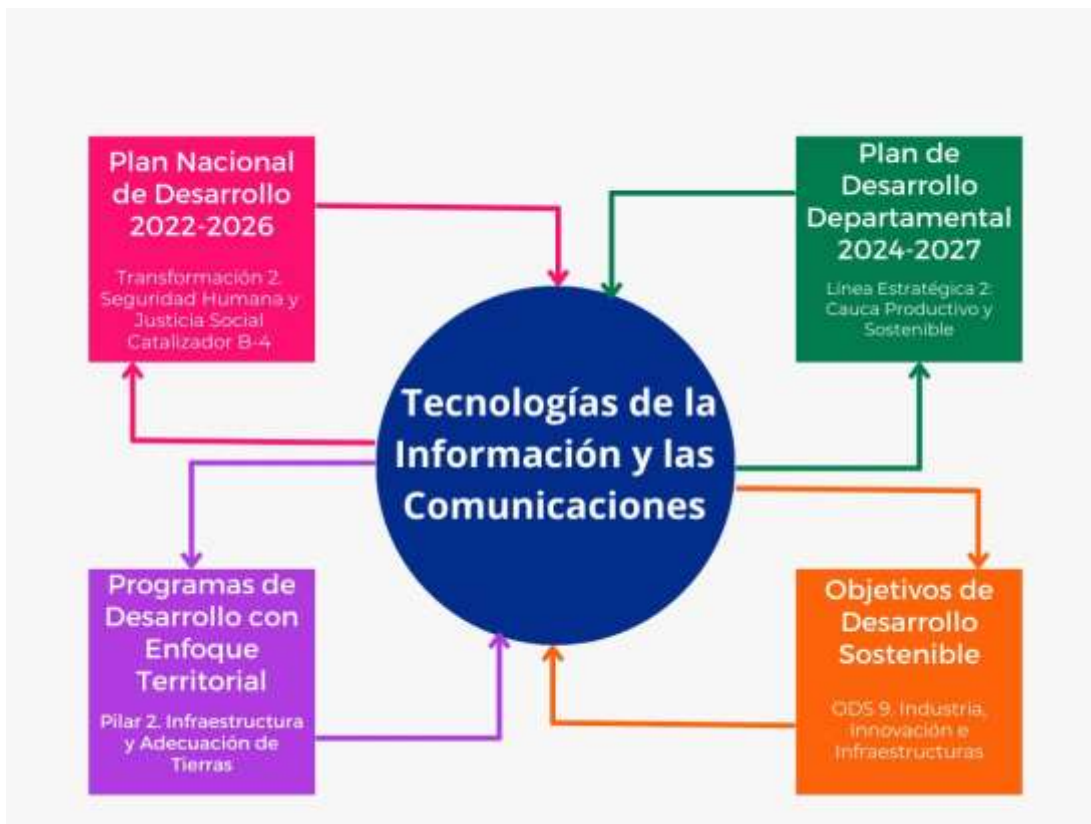 Plan Nacional
de Desarrollo
2022-2026
Transformación 2.
Seguridad Humana y
Justicia Social
Catalizador B-4
Plan de
Desarrollo
Departamental
2024-2027
Línea Estratégica 2:
Cauca Productivo y
Sostenible
Tecnologías de la
Información y las
Comunicaciones
Programas de
Desarrollo con
Enfoque
Territorial
Pilar 2. Infraestructura
y Adecuación de
Tierras
Objetivos de
Desarrollo
Sostenible
ODS 9. Industria,
Innovación e
Infraestructuras